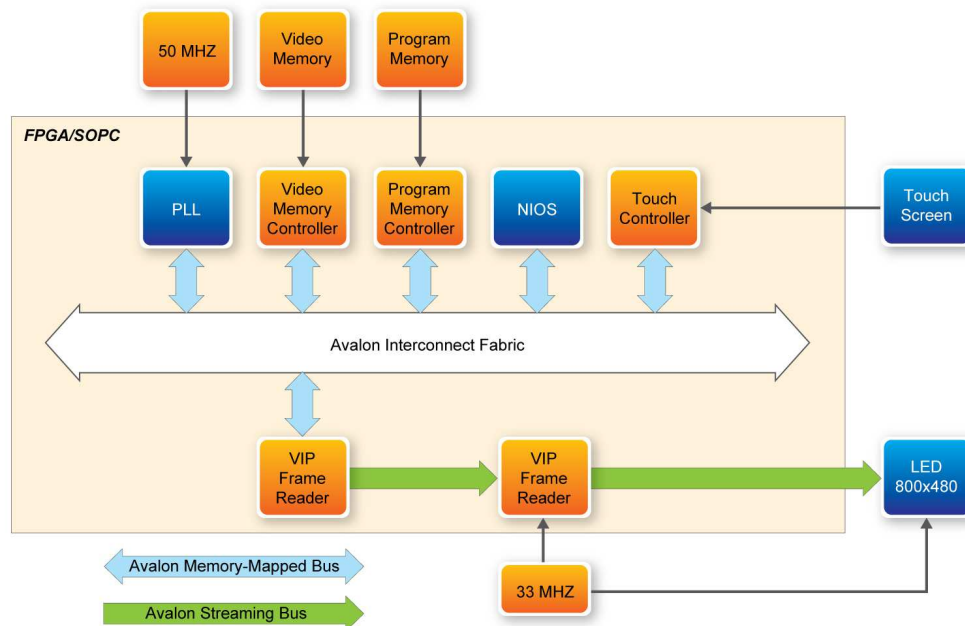 50 MHZ
Video
Memory
Program
Memory
FPGA/SOPC
PLL
Video
Memory
Controller
Program
Memory
Controller
NIOS
Touch
Controller
Touch
Screen
Avalon Interconnect Fabric
VIP
Frame
Reader
VIP
Frame
Reader
LED
800x480
Avalon Memory-Mapped Bus
33 MHZ
Avalon Streaming Bus